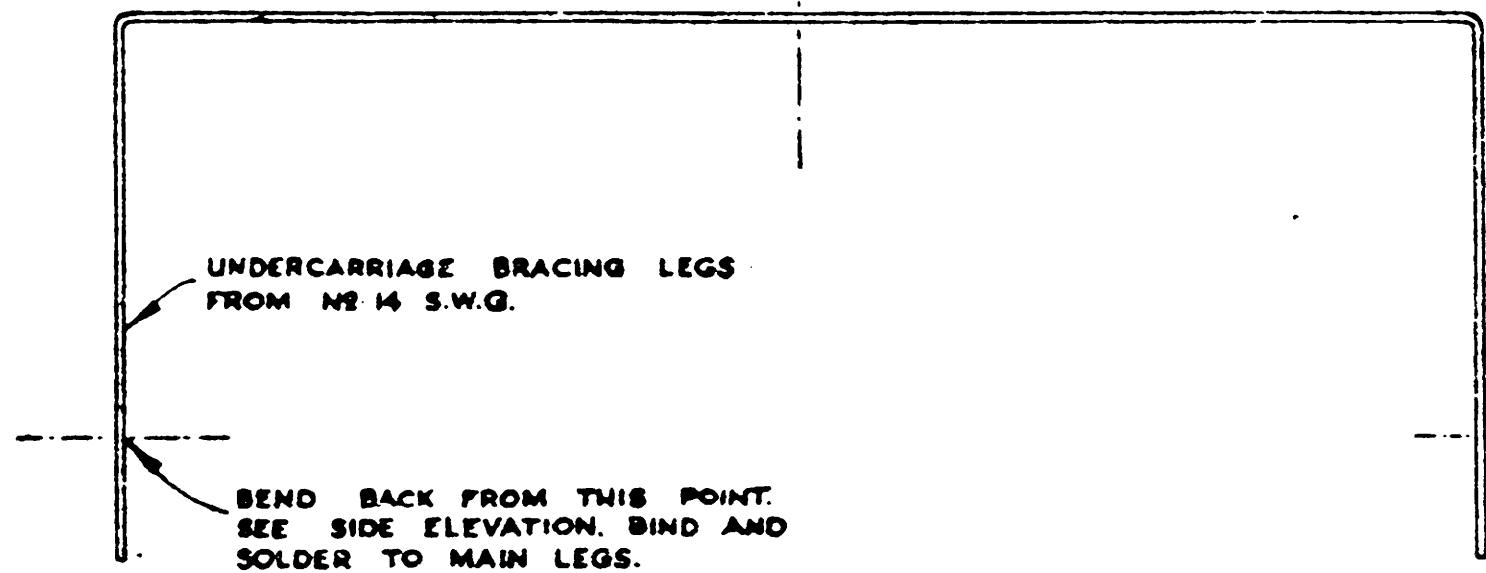 UNDERCARRIAGE BRACING LEGS
FROM Nº 14 S.W.G.
BEND BACK FROM THIS POINT.
SEE SIDE ELEVATION. BIND AND
SOLDER TO MAIN LEGS.